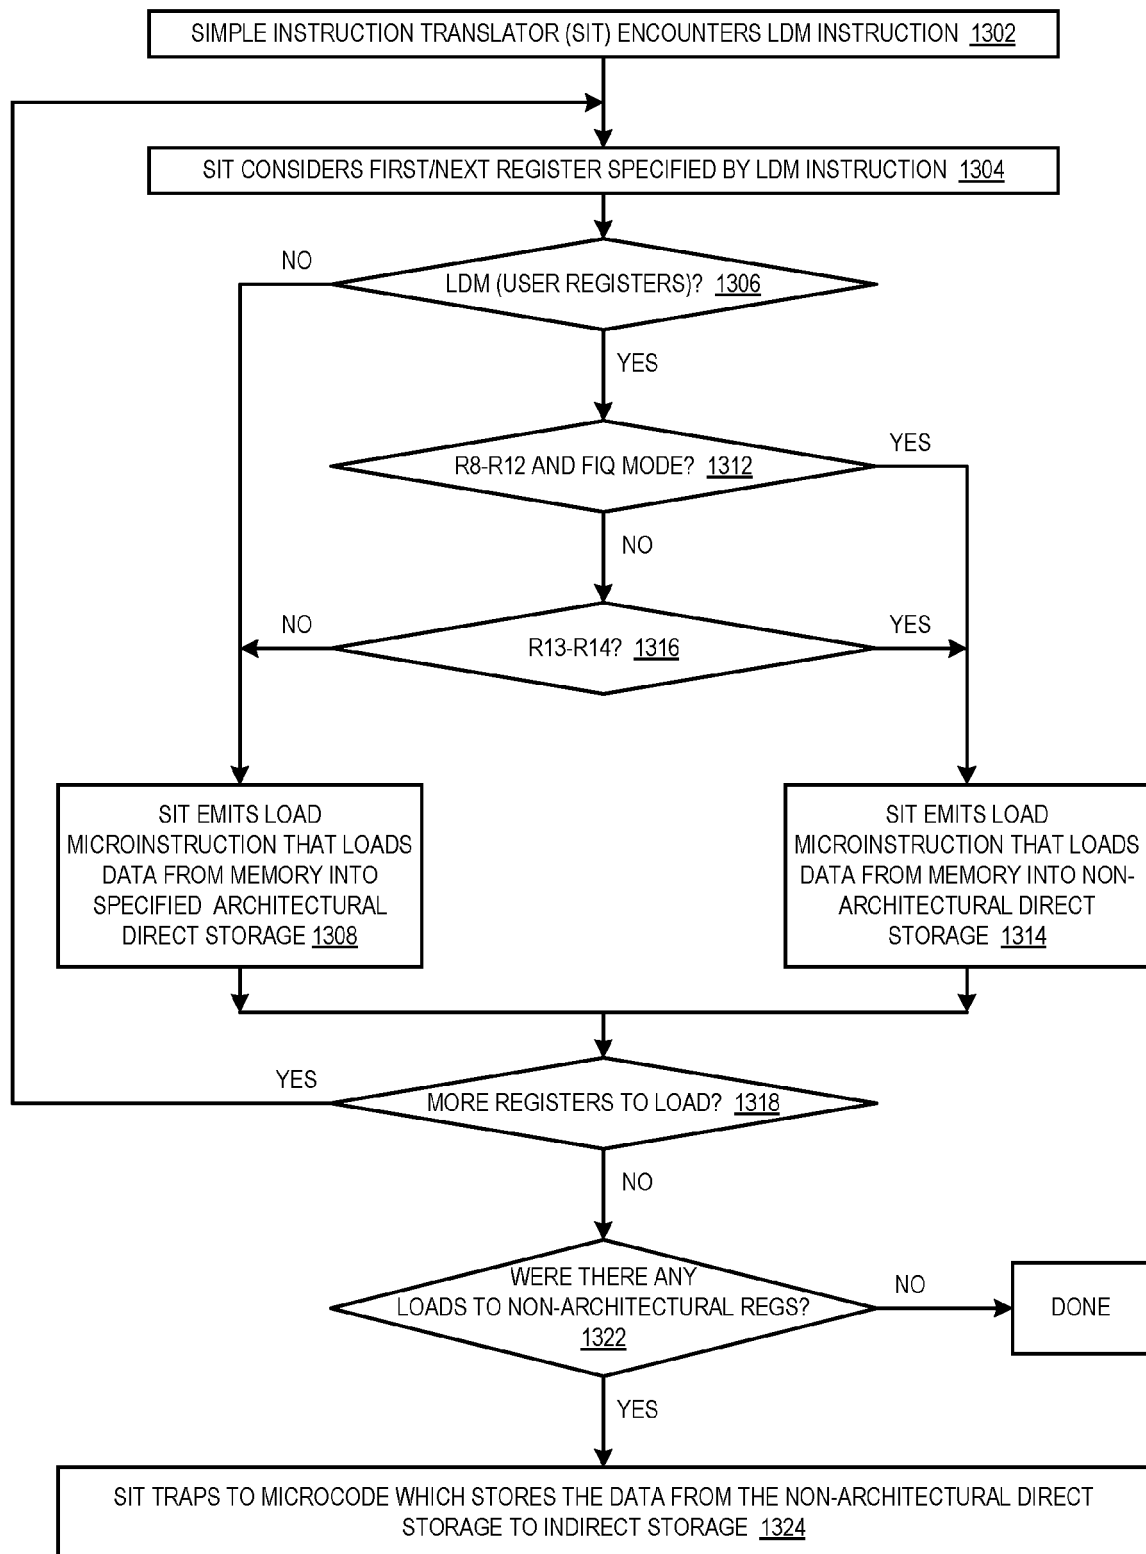 SIMPLE INSTRUCTION TRANSLATOR (SIT) ENCOUNTERS LDM INSTRUCTION 1302
SIT CONSIDERS FIRST/NEXT REGISTER SPECIFIED BY LDM INSTRUCTION 1304
NO
LDM (USER REGISTERS)? 1306
YES
R8-R12 AND FIQ MODE? 1312
YES
NO
NO
R13-R14? 1316
YES
SIT EMITS LOAD
MICROINSTRUCTION THAT LOADS
DATA FROM MEMORY INTO
SPECIFIED ARCHITECTURAL
DIRECT STORAGE 1308
SIT EMITS LOAD
MICROINSTRUCTION THAT LOADS
DATA FROM MEMORY INTO NON-
ARCHITECTURAL DIRECT
STORAGE 1314
YES
MORE REGISTERS TO LOAD? 1318
NO
WERE THERE ANY
LOADS TO NON-ARCHITECTURAL REGS?
1322
NO
DONE
YES
SIT TRAPS TO MICROCODE WHICH STORES THE DATA FROM THE NON-ARCHITECTURAL DIRECT
STORAGE TO INDIRECT STORAGE 1324